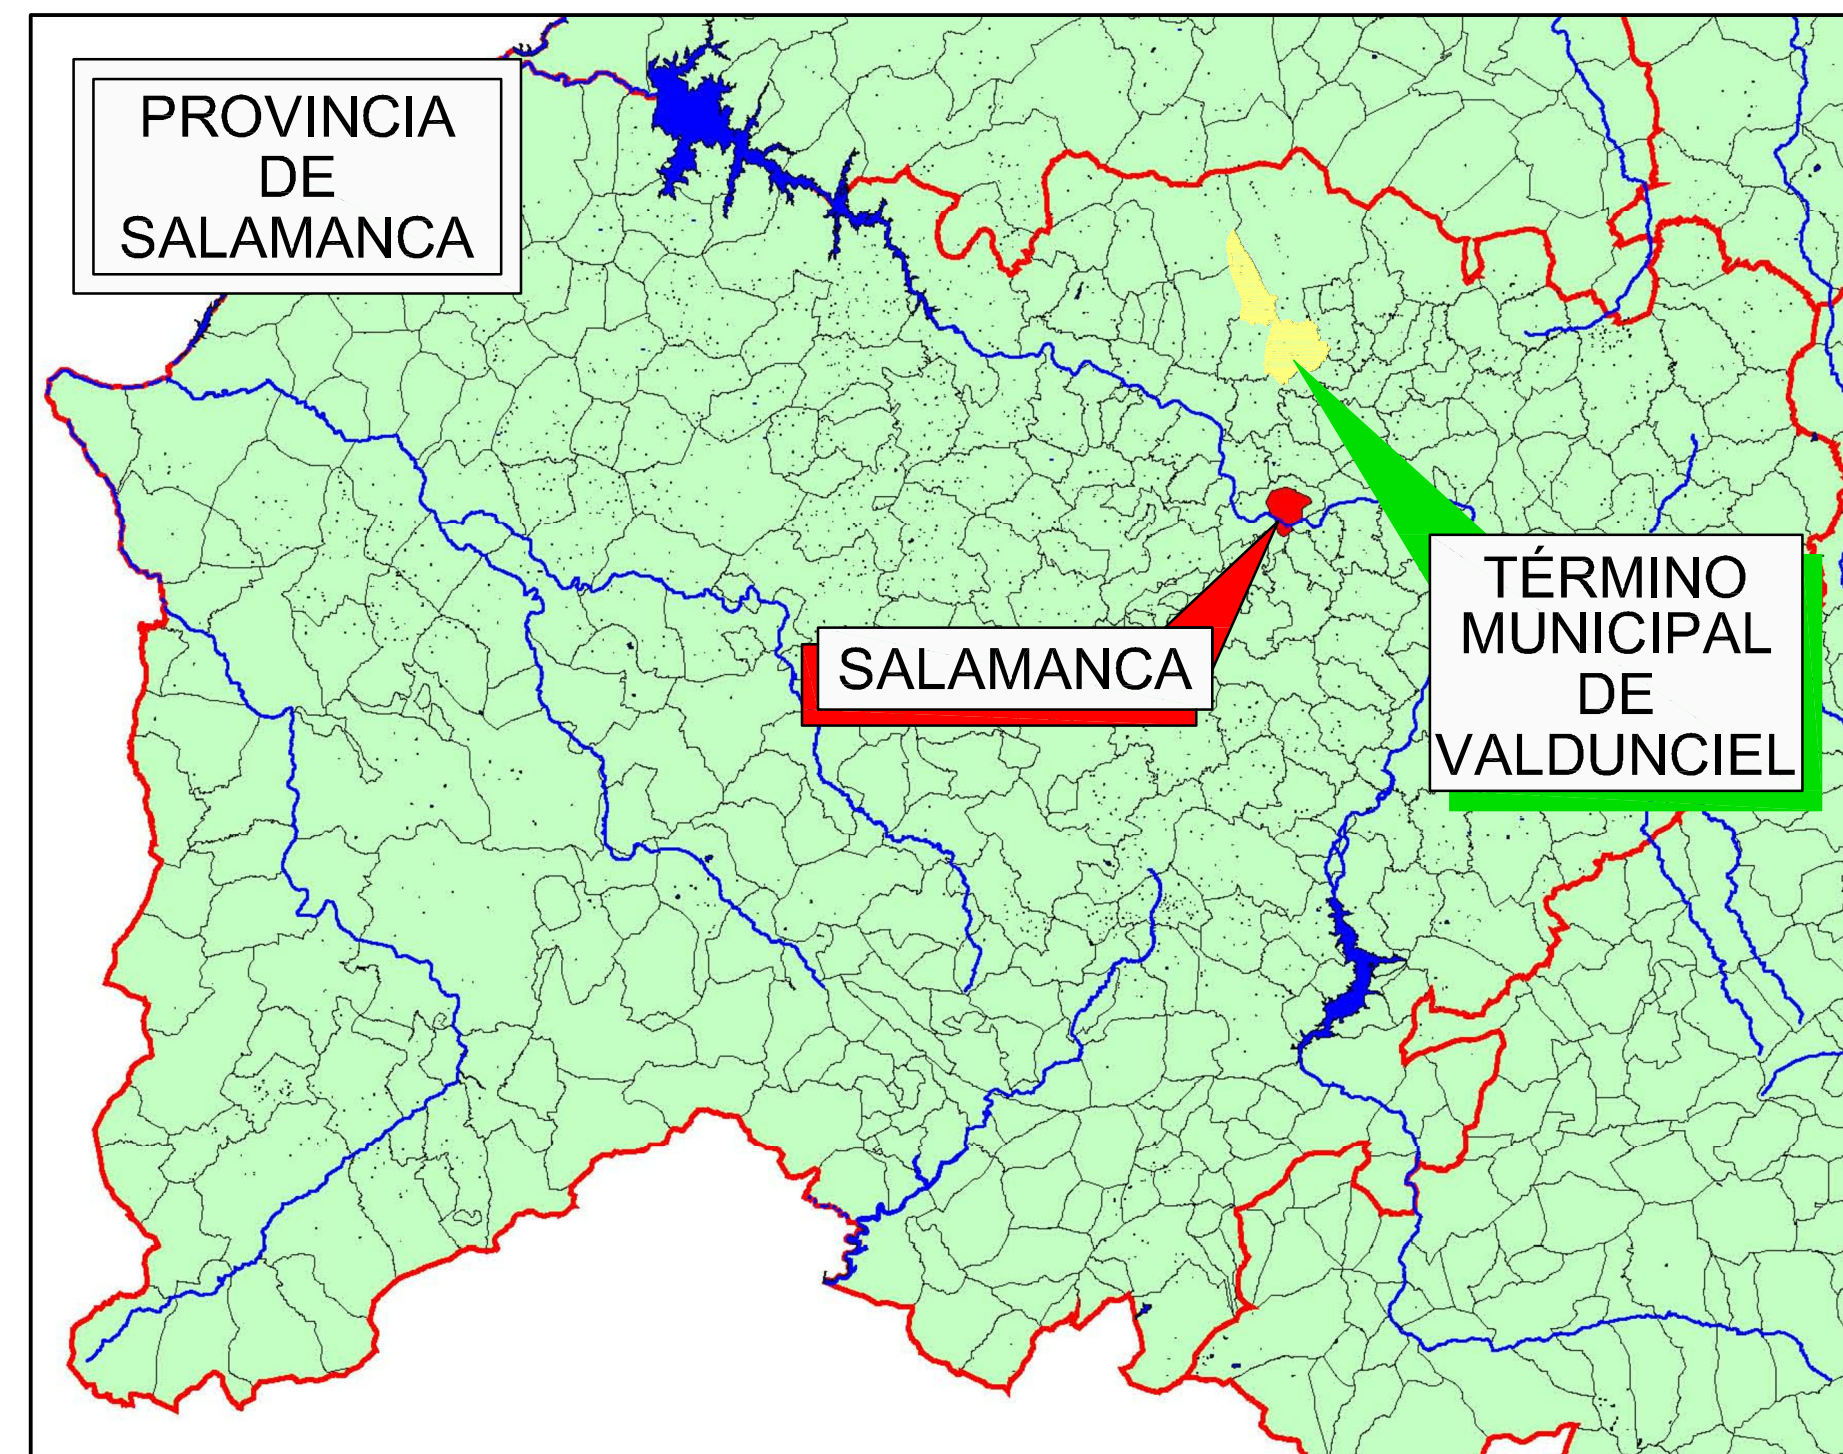 PROVINCIA
DE
SALAMANCA
SALAMANCA
TÉRMINO
MUNICIPAL
DE
VALDUNCIEL